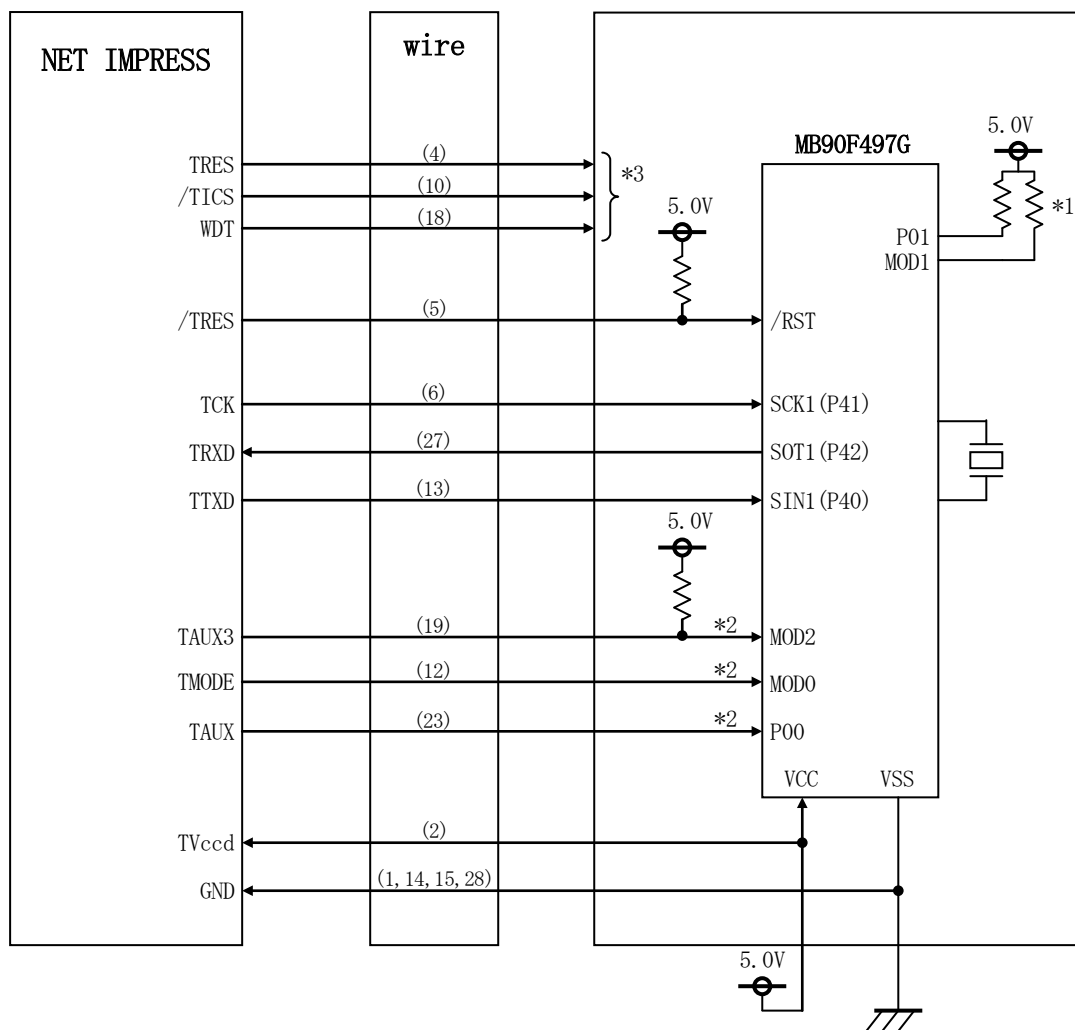 NET IMPRESS
wire
MB90F497G
5.0V
TRES
(4)
*3
/TICS
(10)
WDT
(18)
5.0V
*1
P01
MOD1
/TRES
(5)
/RST
TCK
(6)
SCK1(P41)
TRXD
(27)
SOT1(P42)
TTXD
(13)
SIN1(P40)
5.0V
TAUX3
(19)
*2
MOD2
TMODE
(12)
*2
MOD0
TAUX
(23)
*2
P00
VCC
VSS
TVccd
(2)
GND
(1,14,15,28)
5.0V